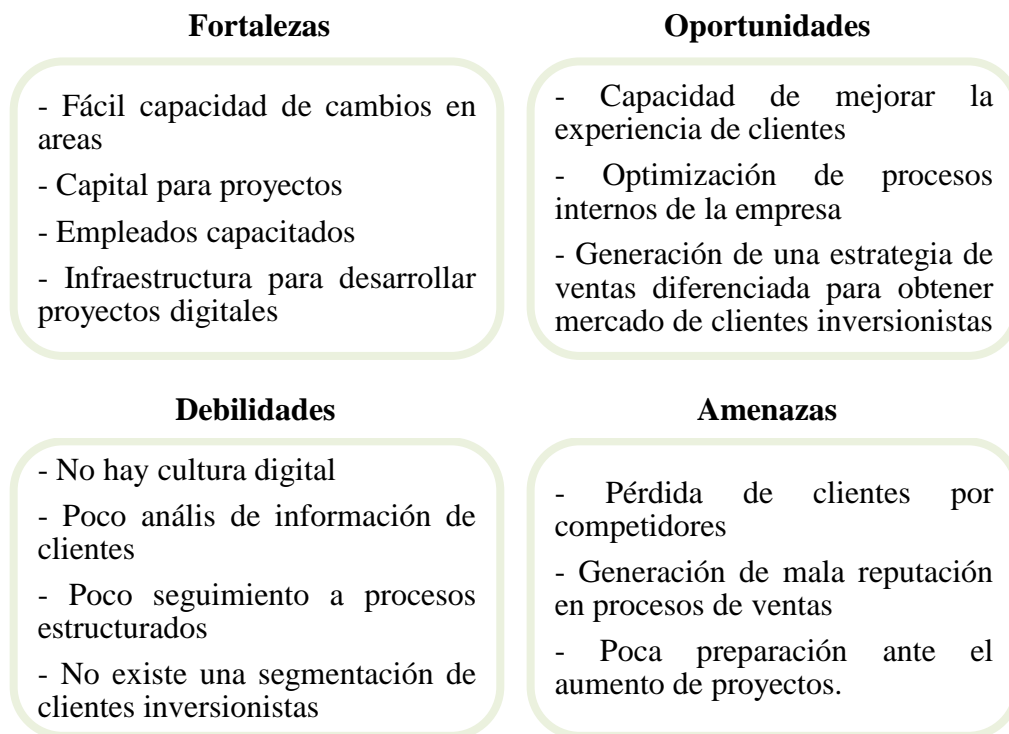 Fortalezas
- Fácil capacidad de cambios en
areas
- Capital para proyectos
- Empleados capacitados
- Infraestructura para desarrollar
proyectos digitales
Oportunidades
- Capacidad de mejorar la
experiencia de clientes
- Optimización de procesos
internos de la empresa
- Generación de una estrategia de
ventas diferenciada para obtener
mercado de clientes inversionistas
Debilidades
- No hay cultura digital
- Poco anális de información de
clientes
- Poco seguimiento a procesos
estructurados
- No existe una segmentación de
clientes inversionistas
Amenazas
- Pérdida de clientes por
competidores
- Generación de mala reputación
en procesos de ventas
- Poca preparación ante el
aumento de proyectos.